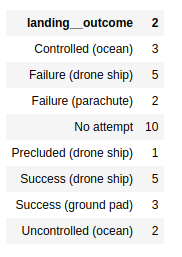 landing__outcome 2
Controlled (ocean) 3
Failure (drone ship) 5
Failure (parachute) 2
No attempt 10
Precluded (drone ship) 1
Success (drone ship) 5
Success (ground pad) 3
Uncontrolled (ocean) 2